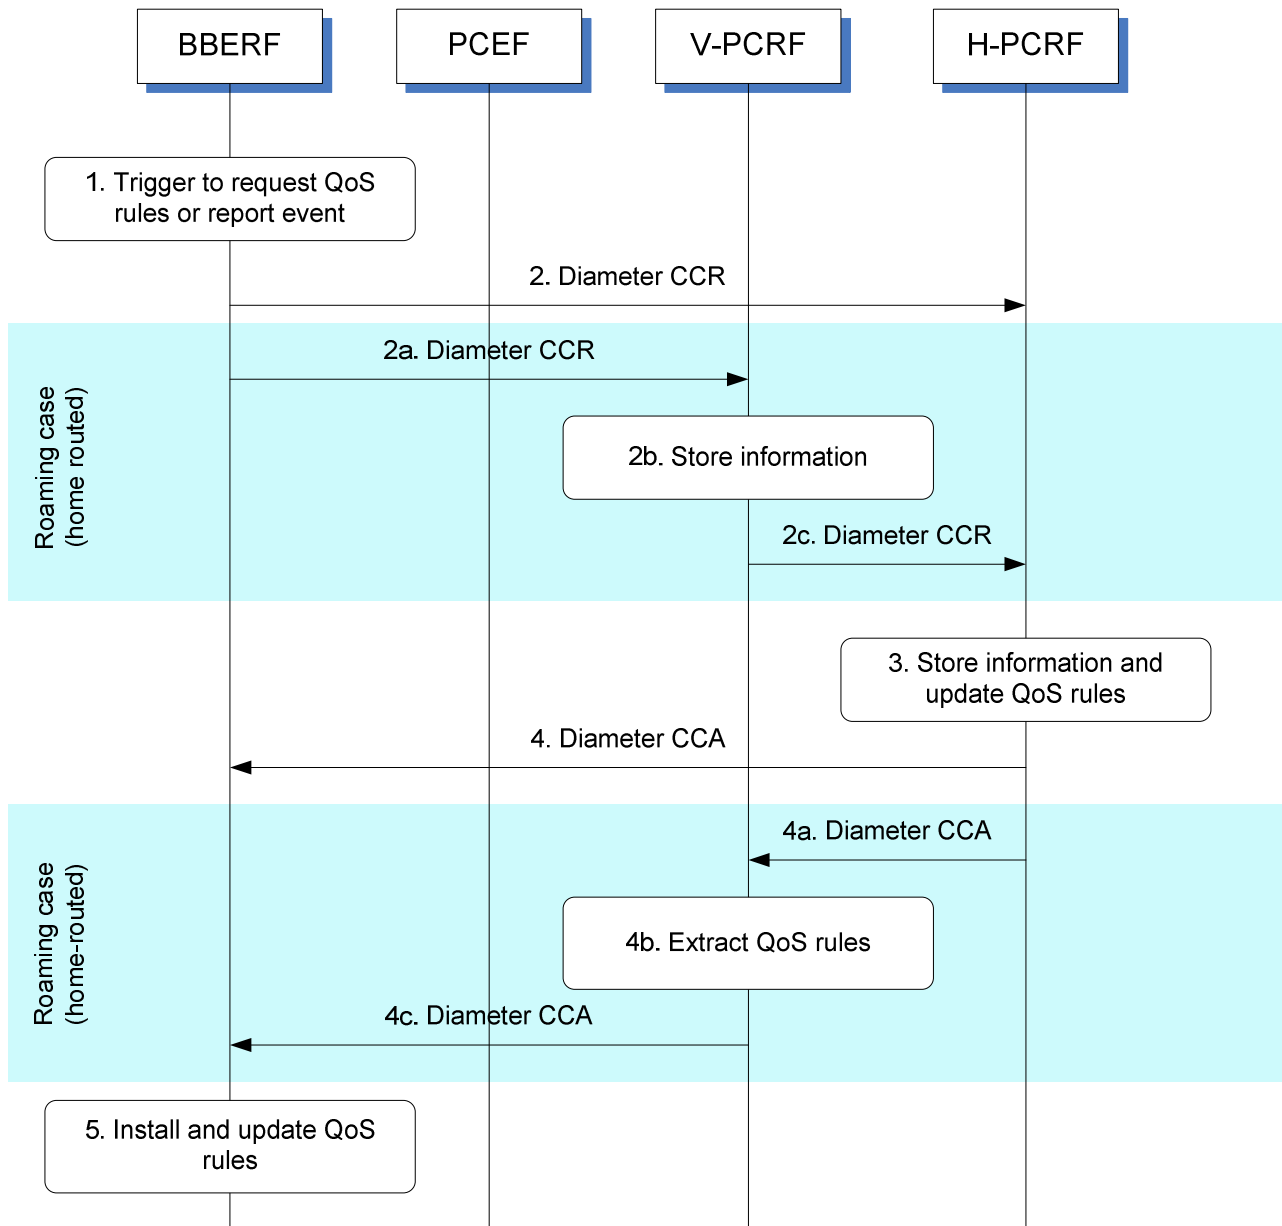 BBERF
PCEF
V-PCRF
H-PCRF
1. Trigger to request QoS
rules or report event
2. Diameter CCR
2a. Diameter CCR
Roaming case
(home routed)
2b. Store information
2c. Diameter CCR
3. Store information and
update QoS rules
4. Diameter CCA
4a. Diameter CCA
Roaming case
(home-routed)
4b. Extract QoS rules
4c. Diameter CCA
5. Install and update QoS
rules